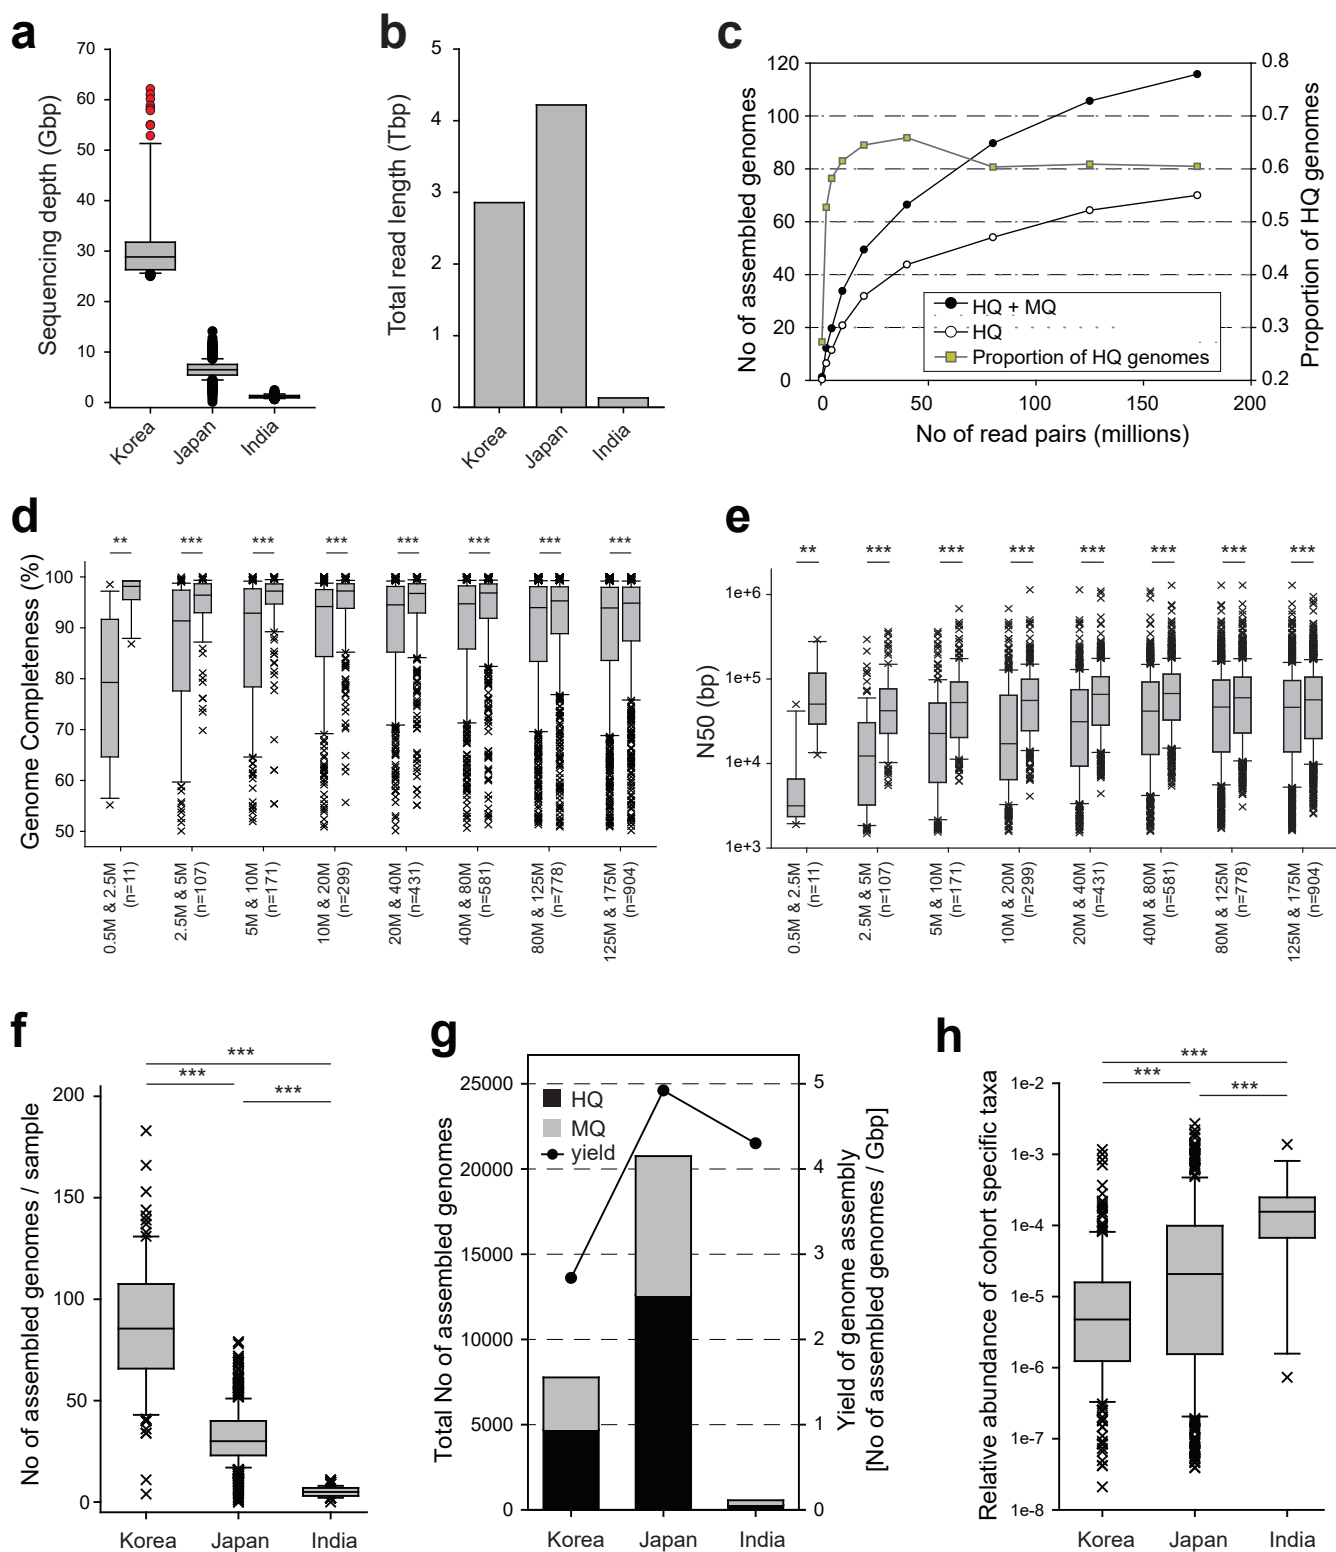 a
70
60
50
40
30
20
10
0
Sequencing depth (Gbp)
Korea
Japan
India
b
5
4
3
2
1
0
Total read length (Tbp)
Korea
Japan
India
c
120
100
80
60
40
20
0
No of assembled genomes
0.8
0.7
0.6
0.5
0.4
0.3
0.2
Proportion of HQ genomes
HQ + MQ
HQ
Proportion of HQ genomes
0
50
100
150
200
No of read pairs (millions)
d
** *** *** *** *** *** *** ***
100
90
80
70
60
50
Genome Completeness (%)
0.5M & 2.5M
(n=11)
2.5M & 5M
(n=107)
5M & 10M
(n=171)
10M & 20M
(n=299)
20M & 40M
(n=431)
40M & 80M
(n=581)
80M & 125M
(n=778)
125M & 175M
(n=904)
e
** *** *** *** *** *** *** ***
1e+6
1e+5
1e+4
1e+3
N50 (bp)
0.5M & 2.5M
(n=11)
2.5M & 5M
(n=107)
5M & 10M
(n=171)
10M & 20M
(n=299)
20M & 40M
(n=431)
40M & 80M
(n=581)
80M & 125M
(n=778)
125M & 175M
(n=904)
f
***
***
***
200
150
100
50
0
No of assembled genomes / sample
Korea
Japan
India
g
25000
20000
15000
10000
5000
0
Total No of assembled genomes
HQ
MQ
yield
5
4
3
2
1
0
Yield of genome assembly
[No of assembled genomes / Gbp]
Korea
Japan
India
h
***
***
***
1e-2
1e-3
1e-4
1e-5
1e-6
1e-7
1e-8
Relative abundance of cohort specific taxa
Korea
Japan
India